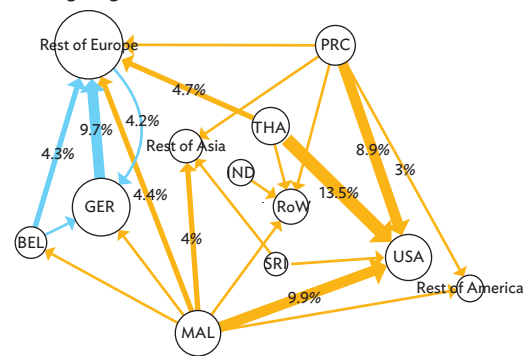 Rest of Europe
PRC
4.7%
THA
4.2%
9.7%
4.3%
Rest of Asia
8.9%
3%
IND
13.5%
4.4%
GER
RoW
4%
BEL
SRI
USA
Rest of America
9.9%
MAL